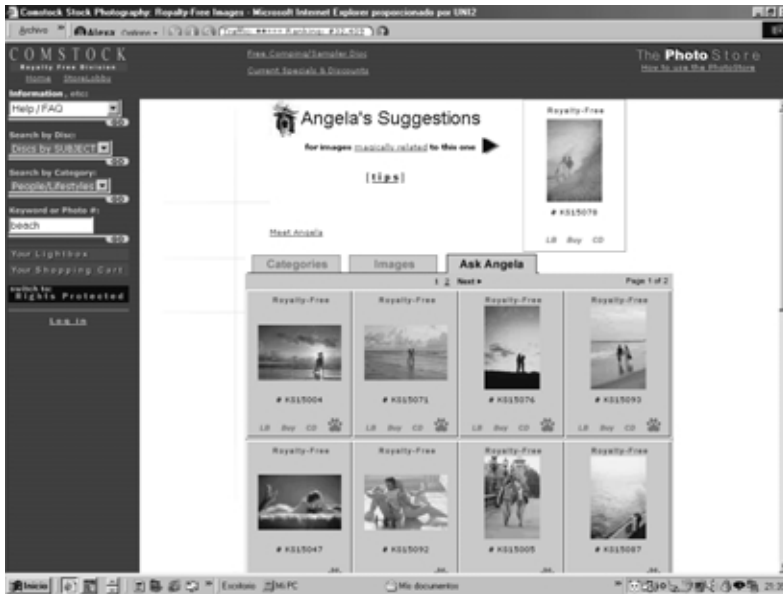 Comstock Stock Photography: Royalty-Free Images - Microsoft Internet Explorer proporcionado por UNI2
Archivo
Alexa Options
COMSTOCK
Royalty Free Division
Home StoreLobby
Free Comping/Sampler Disc
Current Specials & Discounts
The Photo Store
How to use the PhotoStore
Information, etc:
Help/FAQ
GO
Search by Disc:
Discs by SUBJECT
GO
Search by Category:
People/Lifestyles
GO
Keyword or Photo #:
beach
GO
Your Lightbox
Your Shopping Cart
switch to:
Rights Protected
Log in
Angela's Suggestions
for images magically related to this one
[tips]
Meet Angela
Royalty-Free
# KS15078
LB Buy CD
Categories Images Ask Angela
1 2 Next Page 1 of 2
Royalty-Free Royalty-Free Royalty-Free Royalty-Free
# KS15004 # KS15071 # KS15076 # KS15093
LB Buy CD LB Buy CD LB Buy CD LB Buy CD
Royalty-Free Royalty-Free Royalty-Free Royalty-Free
# KS15047 # KS15092 # KS15005 # KS15087
Inicio Escritorio Mi PC Mis documentos